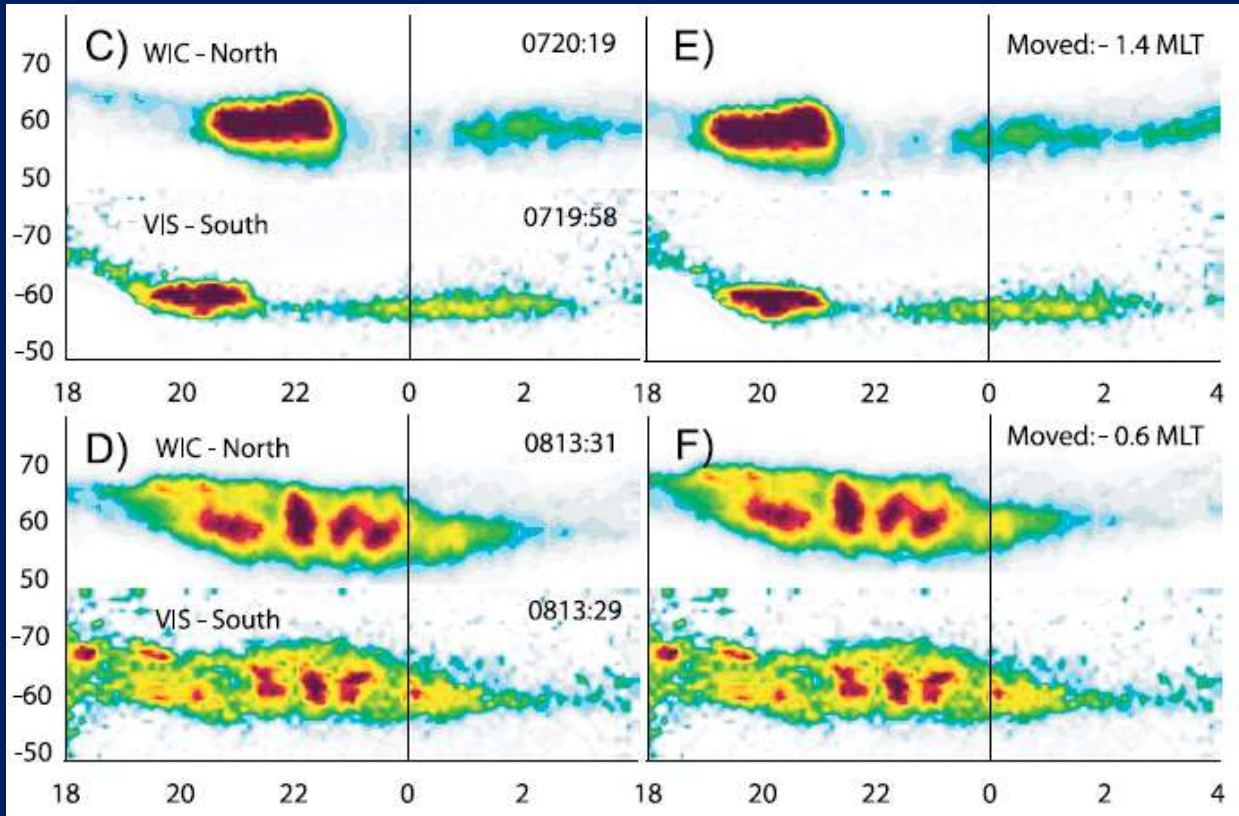 C) WIC - North 0720:19 E) Moved: - 1.4 MLT
70
60
50
VIS - South 0719:58
-70
-60
-50
18 20 22 0 2 18 20 22 0 2 4
D) WIC - North 0813:31 F) Moved: - 0.6 MLT
70
60
50
VIS - South 0813:29
-70
-60
-50
18 20 22 0 2 18 20 22 0 2 4